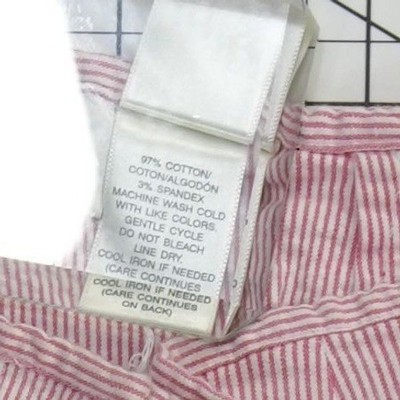 97% COTTON/
COTON/ALGODÓN
3% SPANDEX
MACHINE WASH COLD
WITH LIKE COLORS.
GENTLE CYCLE
DO NOT BLEACH
LINE DRY.
COOL IRON IF NEEDED
(CARE CONTINUES
COOL IRON IF NEEDED
(CARE CONTINUES
ON BACK)